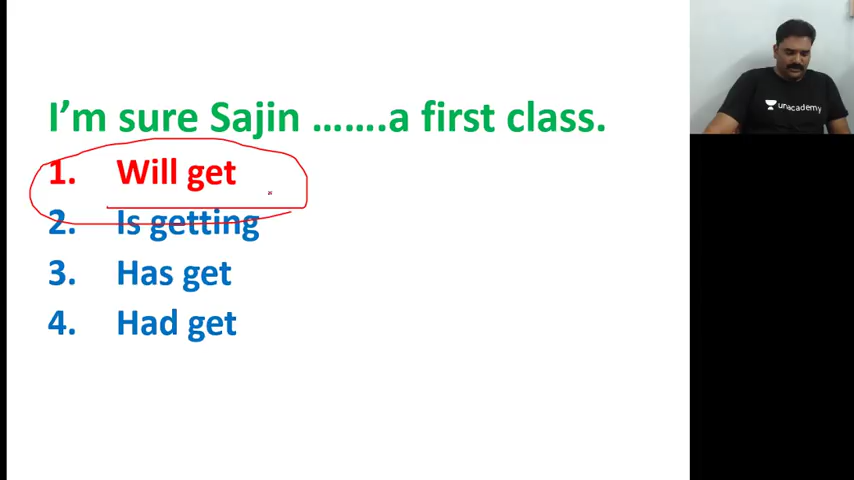 I'm sure Sajin …….a first class.
1. Will get
2. Is getting
3. Has get
4. Had get
unacademy